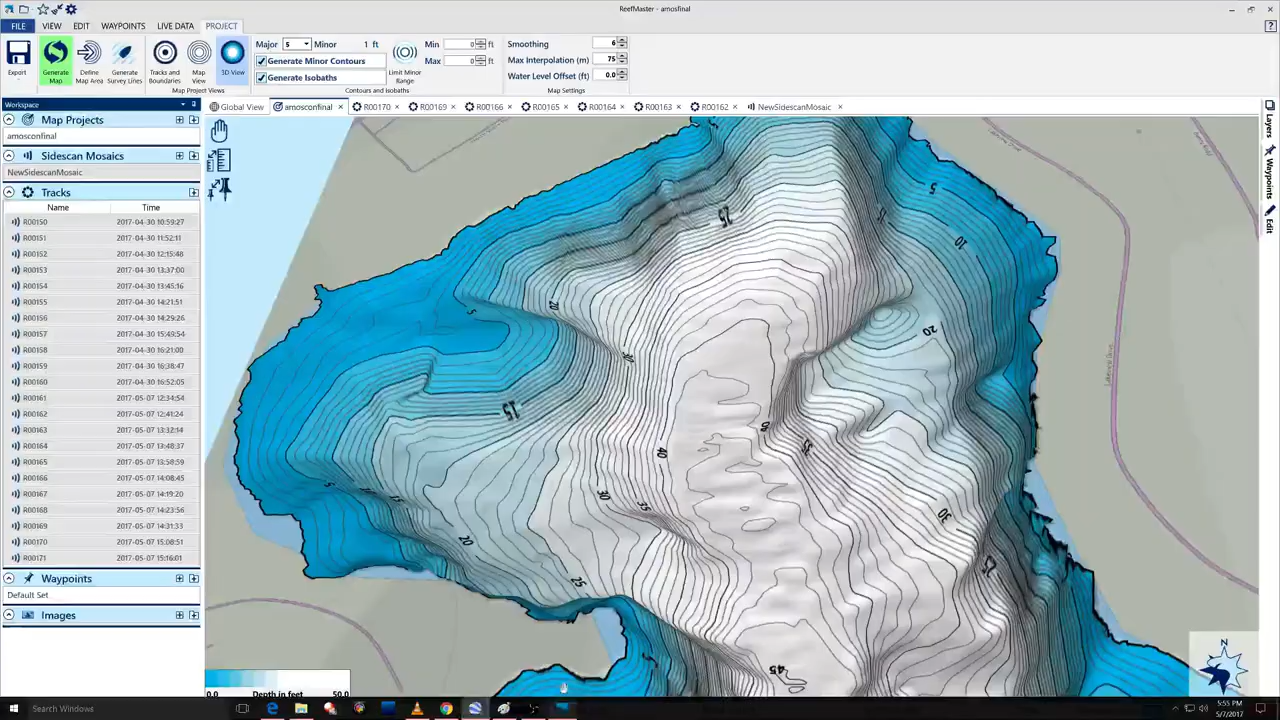 ReefMaster - amosfinal
FILE VIEW EDIT WAYPOINTS LIVE DATA PROJECT
Export
Generate Map
Define Map Area
Generate Survey Lines
Tracks and Boundaries
Map View
3D View
Map Project Views
Major 5 Minor 1 ft
Generate Minor Contours
Generate Isobaths
Limit Minor Range
Min 0 ft
Max 0 ft
Contours and Isobaths
Smoothing 6
Max Interpolation (m) 75
Water Level Offset (ft) 0.0
Map Settings
Workspace
Global View amosconfinal R00170 R00169 R00166 R00165 R00164 R00163 R00162 NewSidescanMosaic
Map Projects
amosconfinal
Sidescan Mosaics
NewSidescanMosaic
Tracks
Name Time
R00150 2017-04-30 10:59:27
R00151 2017-04-30 11:52:11
R00152 2017-04-30 12:15:48
R00153 2017-04-30 13:37:00
R00154 2017-04-30 13:45:16
R00155 2017-04-30 14:21:51
R00156 2017-04-30 14:29:26
R00157 2017-04-30 15:49:54
R00158 2017-04-30 16:21:00
R00159 2017-04-30 16:38:47
R00160 2017-04-30 16:52:05
R00161 2017-05-07 12:34:54
R00162 2017-05-07 12:41:24
R00163 2017-05-07 13:32:14
R00164 2017-05-07 13:48:37
R00165 2017-05-07 13:58:59
R00166 2017-05-07 14:08:45
R00167 2017-05-07 14:19:20
R00168 2017-05-07 14:23:56
R00169 2017-05-07 14:31:33
R00170 2017-05-07 15:08:51
R00171 2017-05-07 15:16:01
Waypoints
Default Set
Images
Layers
Waypoints
Edit
5
10
25
20
5
20
30
15
40
35
30
35
30
15
20
25
25
45
N
0.0 Depth in feet 50.0
Search Windows
5:55 PM
5/7/2017